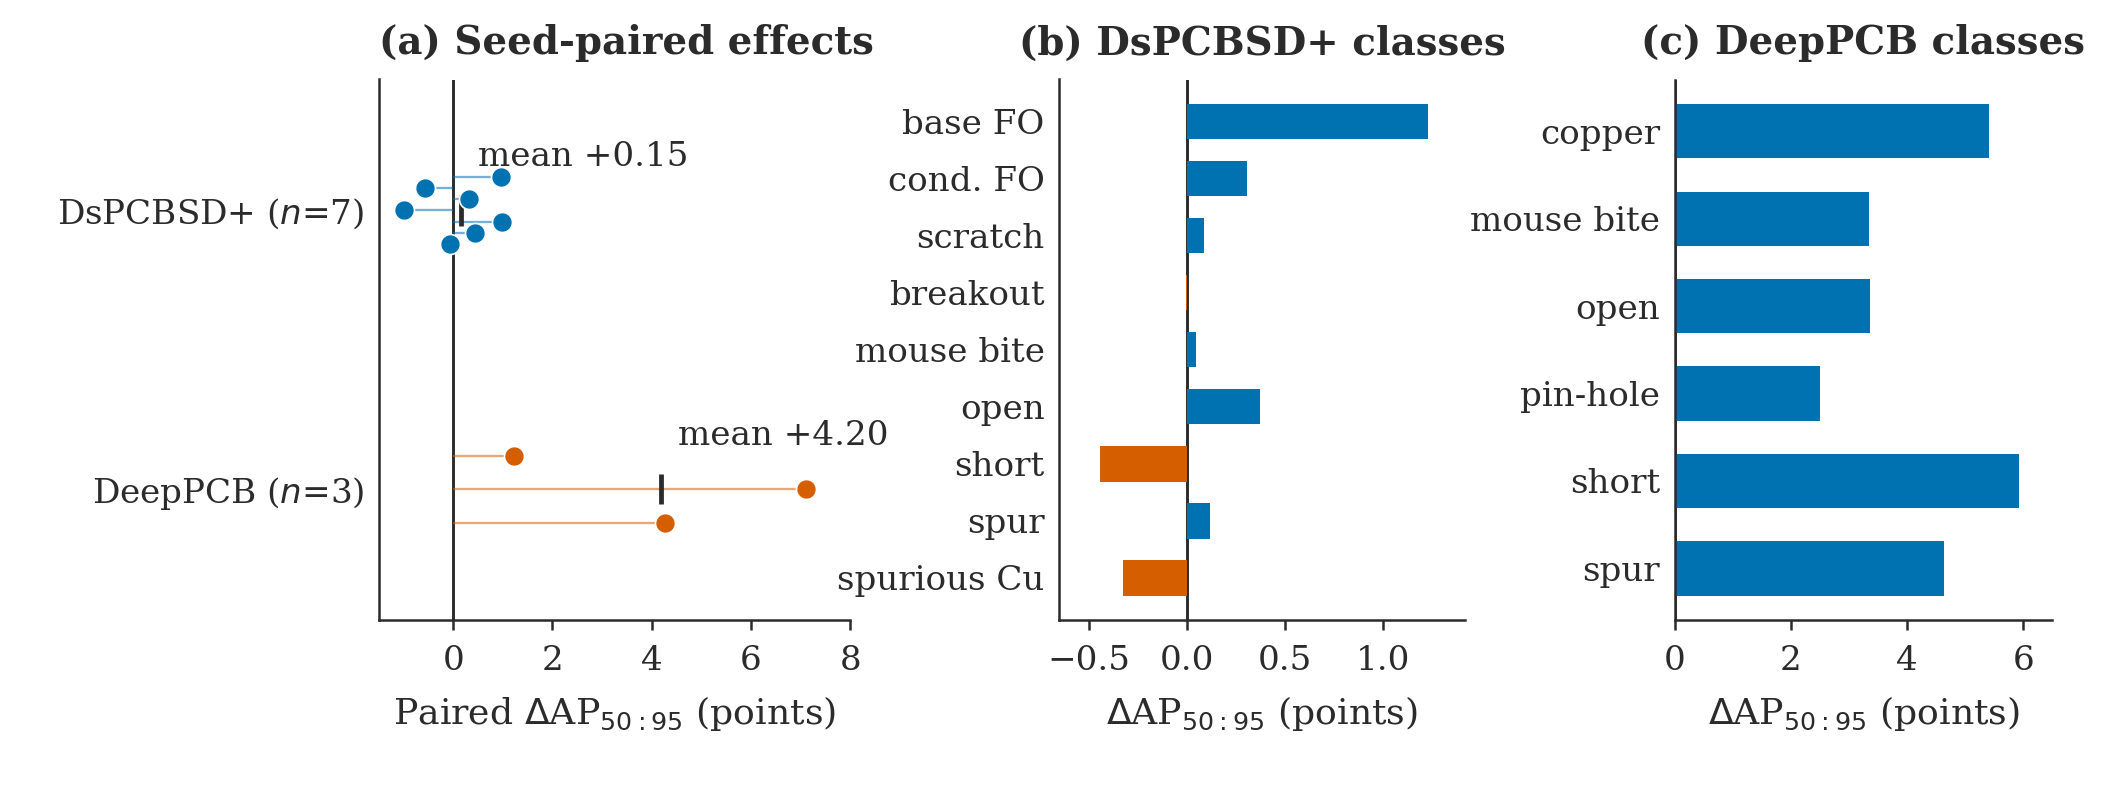 (a) Seed-paired effects
mean +0.15
DsPCBSD+ (n=7)
mean +4.20
DeepPCB (n=3)
0 2 4 6 8
Paired ΔAP50:95 (points)
(b) DsPCBSD+ classes
base FO
cond. FO
scratch
breakout
mouse bite
open
short
spur
spurious Cu
−0.5 0.0 0.5 1.0
ΔAP50:95 (points)
(c) DeepPCB classes
copper
mouse bite
open
pin-hole
short
spur
0 2 4 6
ΔAP50:95 (points)